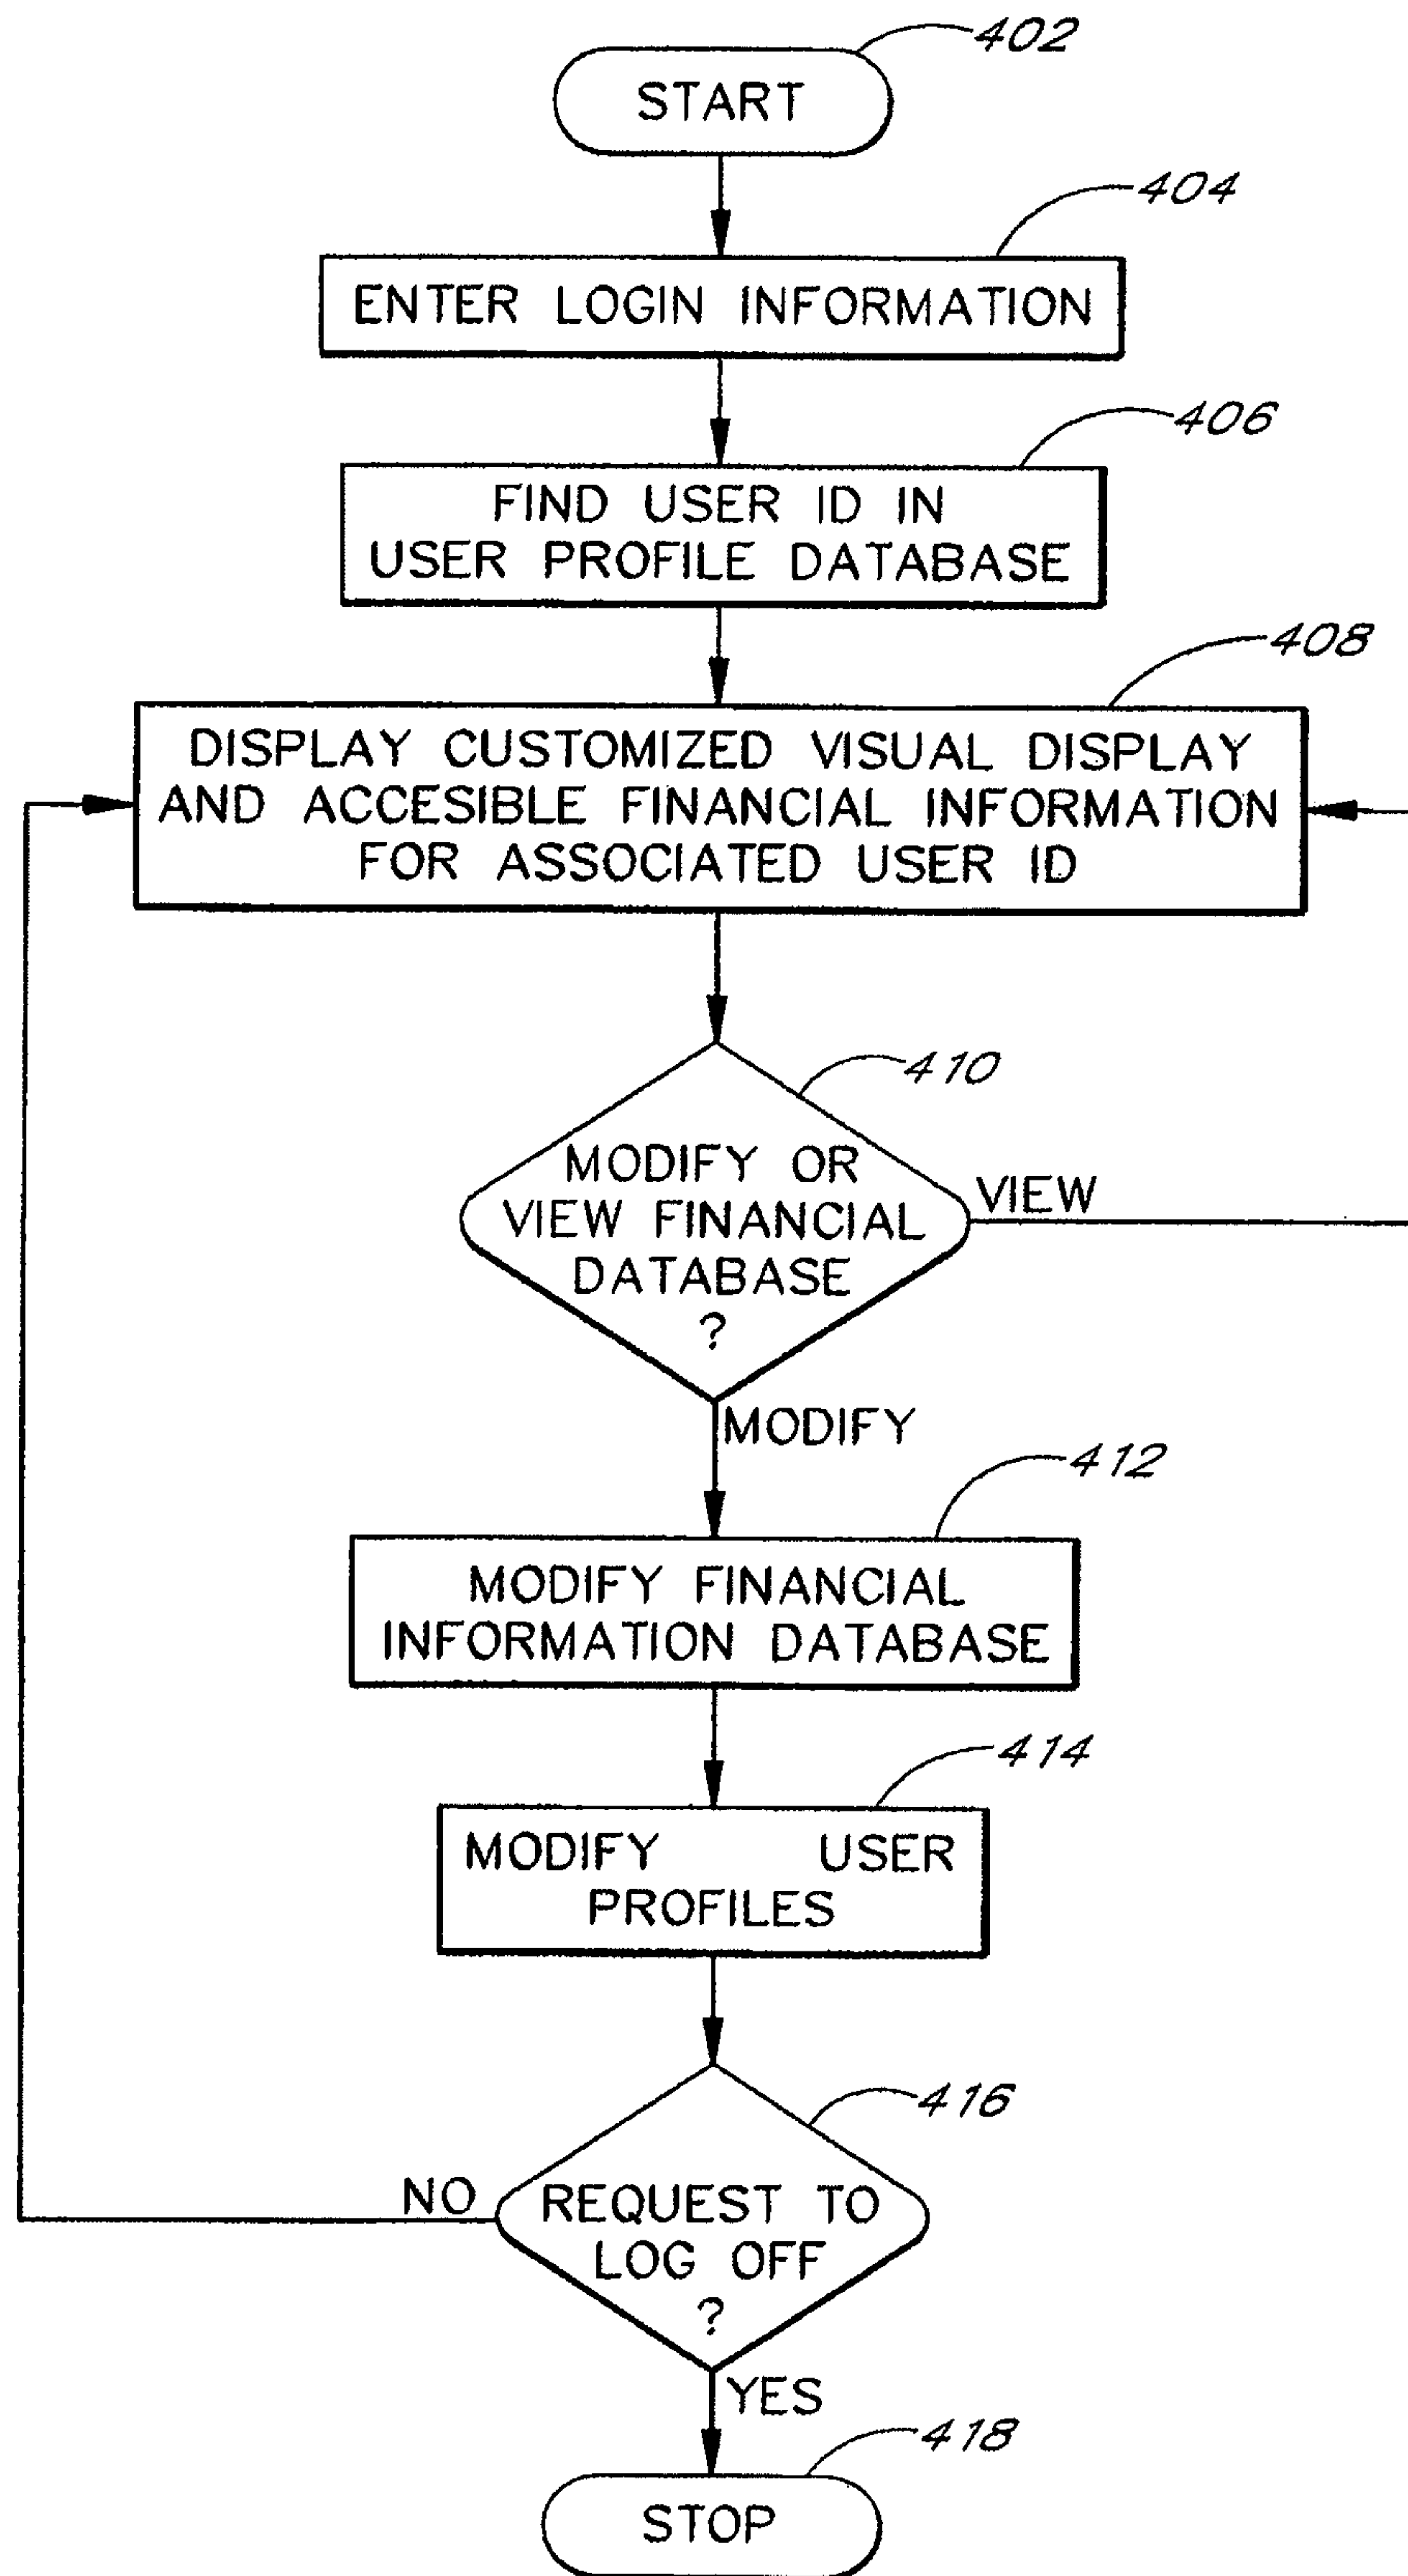 402
START
404
ENTER LOGIN INFORMATION
406
FIND USER ID IN
USER PROFILE DATABASE
408
DISPLAY CUSTOMIZED VISUAL DISPLAY
AND ACCESIBLE FINANCIAL INFORMATION
FOR ASSOCIATED USER ID
410
MODIFY OR
VIEW FINANCIAL
DATABASE
?
VIEW
MODIFY
412
MODIFY FINANCIAL
INFORMATION DATABASE
414
MODIFY USER
PROFILES
416
REQUEST TO
LOG OFF
?
NO
YES
418
STOP